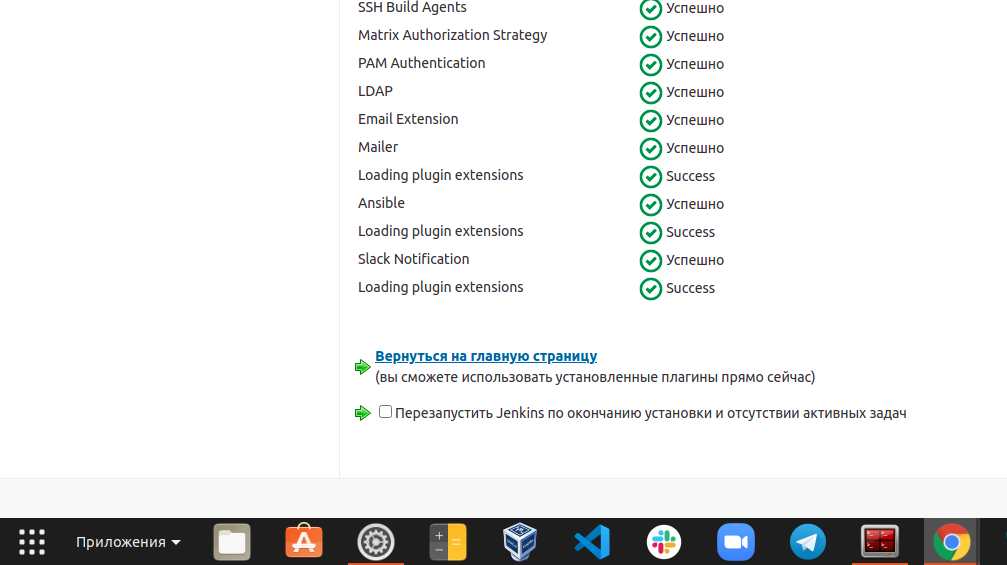 SSH Build Agents Успешно
Matrix Authorization Strategy Успешно
PAM Authentication Успешно
LDAP Успешно
Email Extension Успешно
Mailer Успешно
Loading plugin extensions Success
Ansible Успешно
Loading plugin extensions Success
Slack Notification Успешно
Loading plugin extensions Success
Вернуться на главную страницу
(вы сможете использовать установленные плагины прямо сейчас)
Перезапустить Jenkins по окончанию установки и отсутствии активных задач
Приложения